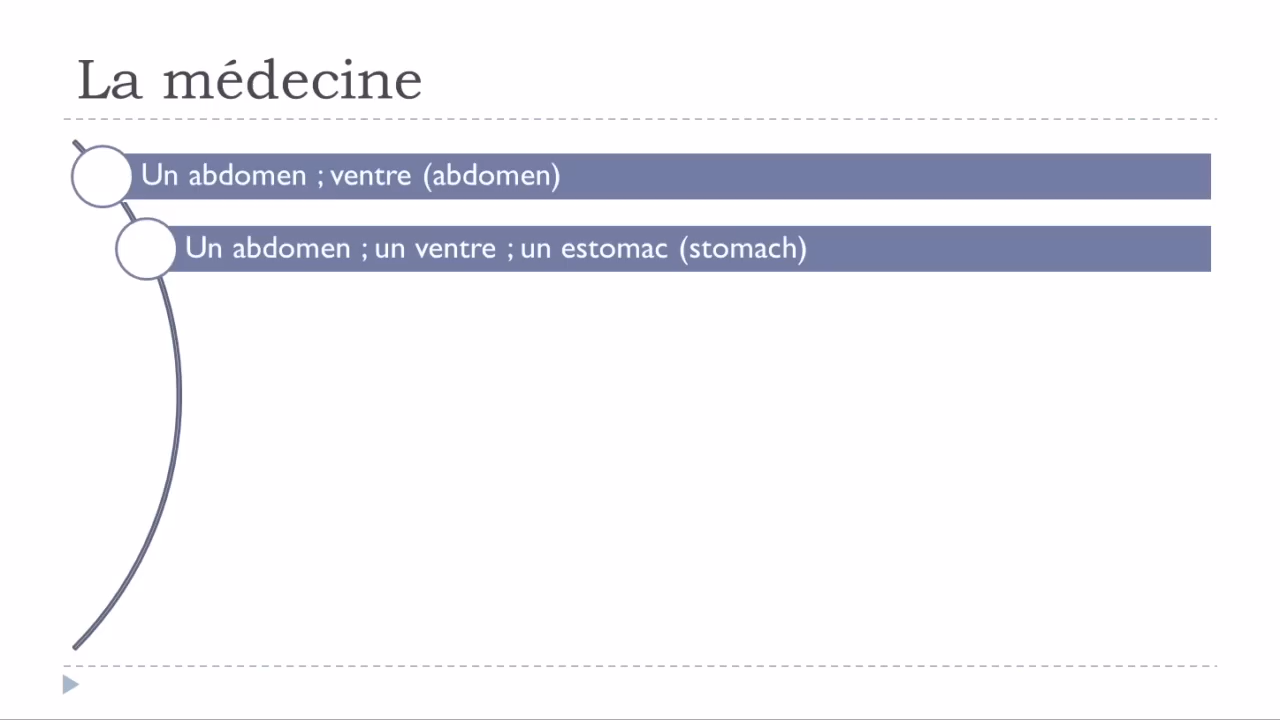 La médecine
Un abdomen ; ventre (abdomen)
Un abdomen ; un ventre ; un estomac (stomach)